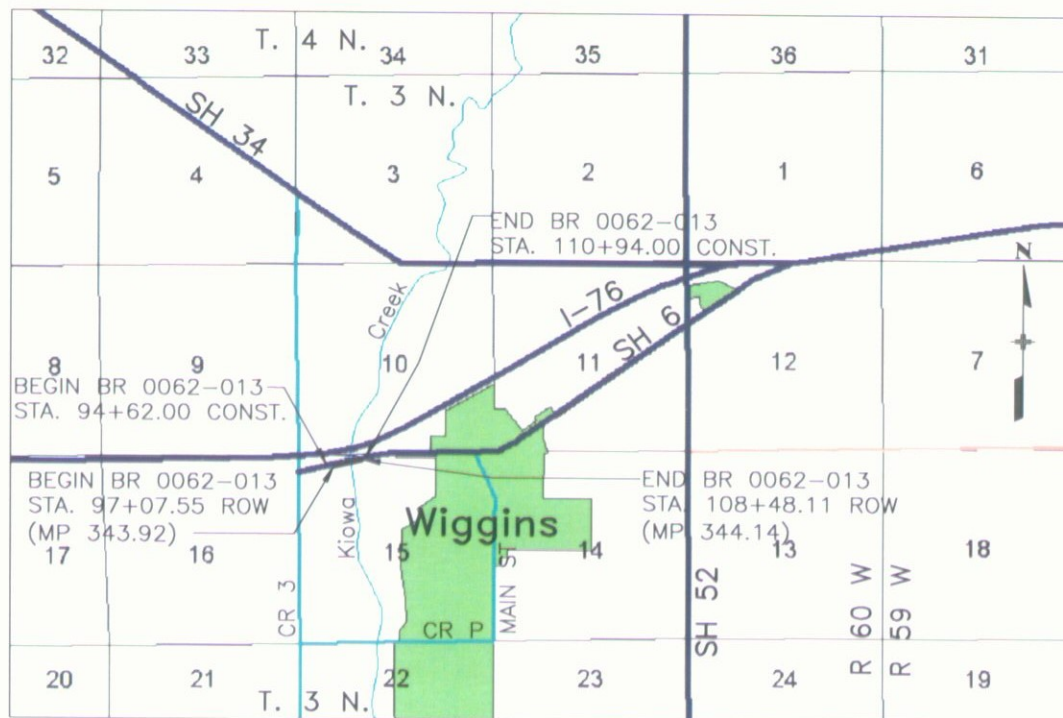 T. 4 N.
32
33
34
35
36
31
T. 3 N.
SH 34
5
4
3
2
1
6
END BR 0062-013
STA. 110+94.00 CONST.
N
Creek
I-76
SH 6
8
9
10
11
12
7
BEGIN BR 0062-013
STA. 94+62.00 CONST.
BEGIN BR 0062-013
STA. 97+07.55 ROW
(MP 343.92)
END BR 0062-013
STA. 108+48.11 ROW
(MP 344.14)
Kiowa
Wiggins
17
16
15
14
13
18
CR 3
MAIN ST
SH 52
R 60 W
R 59 W
CR P
20
21
22
23
24
19
T. 3 N.